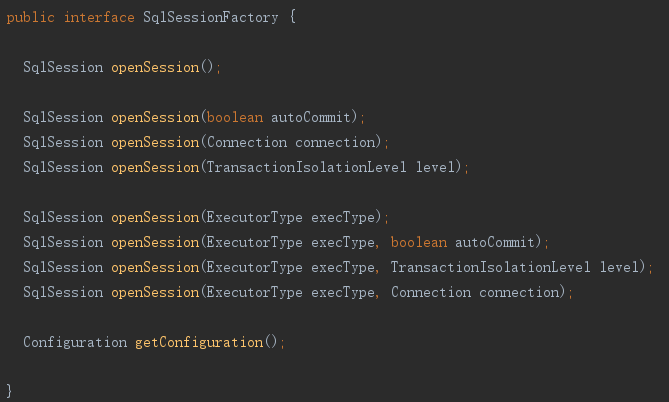 public interface SqlSessionFactory {
SqlSession openSession();
SqlSession openSession(boolean autoCommit);
SqlSession openSession(Connection connection);
SqlSession openSession(TransactionIsolationLevel level);
SqlSession openSession(ExecutorType execType);
SqlSession openSession(ExecutorType execType, boolean autoCommit);
SqlSession openSession(ExecutorType execType, TransactionIsolationLevel level);
SqlSession openSession(ExecutorType execType, Connection connection);
Configuration getConfiguration();
}